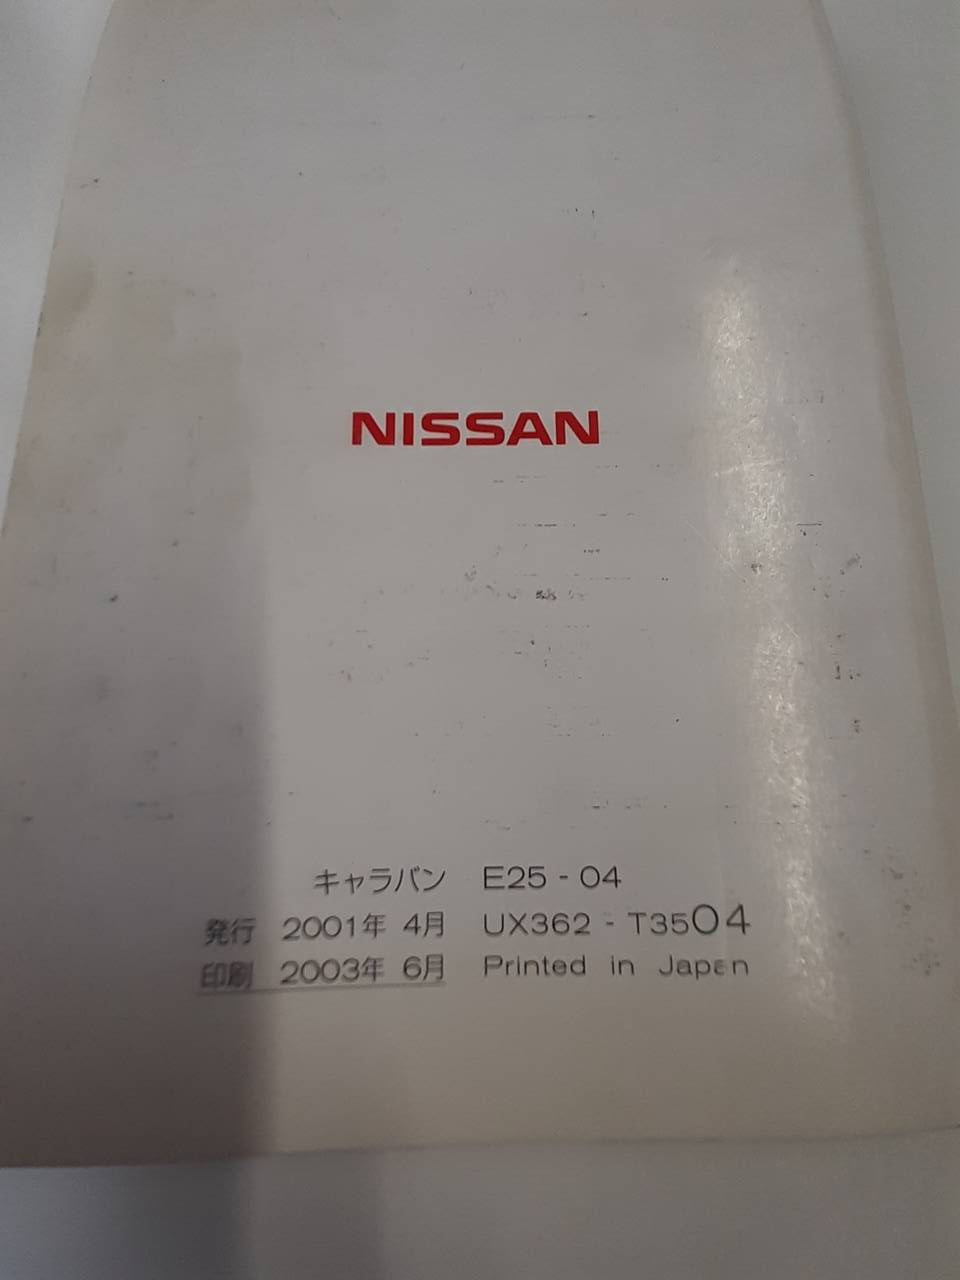 NISSAN
キャラバン E25 - 04
発行 2001年 4月 UX362 - T3504
印刷 2003年 6月 Printed in Japan